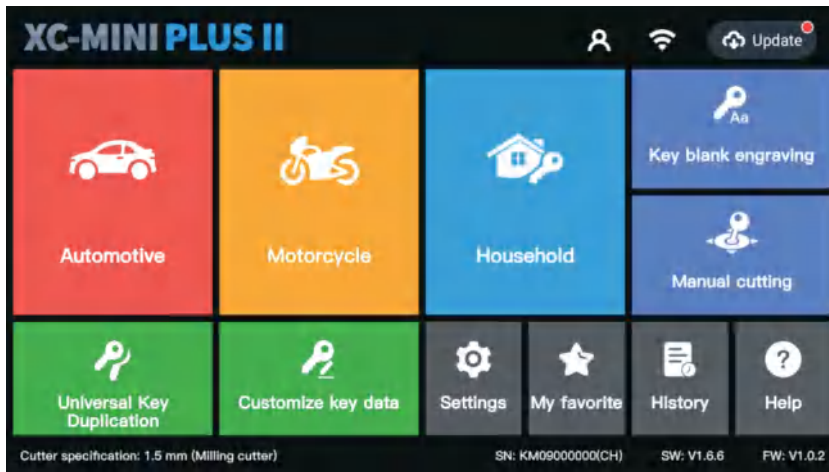 XC-MINI PLUS II
Update
Automotive
Motorcycle
Household
Key blank engraving
Aa
Manual cutting
Universal Key
Duplication
Customize key data
Settings
My favorite
History
Help
?
Cutter specification: 1.5 mm (Milling cutter)
SN: KM09000000(CH)
SW: V1.6.6
FW: V1.0.2